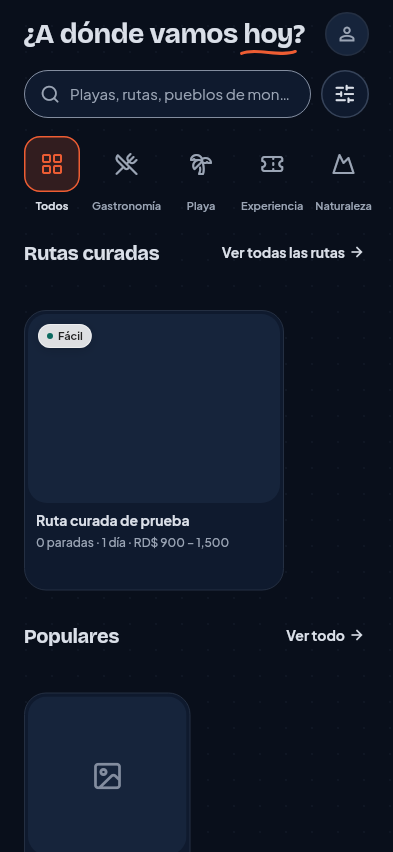 ¿A dónde vamos hoy?
Playas, rutas, pueblos de mon...
Todos
Gastronomía
Playa
Experiencia
Naturaleza
Rutas curadas
Ver todas las rutas →
Fácil
Ruta curada de prueba
0 paradas · 1 día · RD$ 900 – 1,500
Populares
Ver todo →